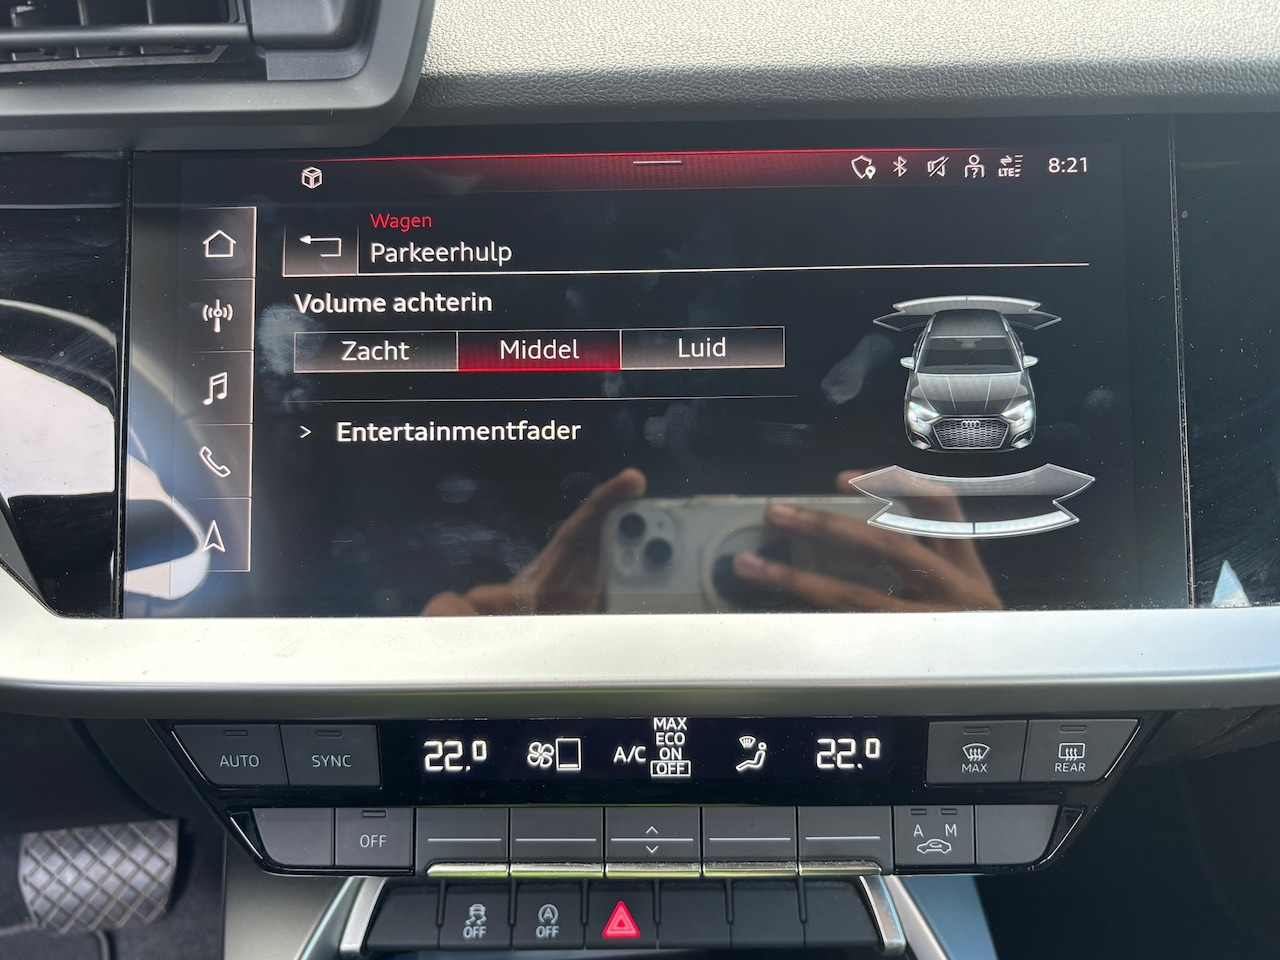 LTE
8:21
Wagen
Parkeerhulp
Volume achterin
Zacht Middel Luid
> Entertainmentfader
AUTO SYNC
22.0
A/C
MAX
ECO
ON
OFF
22.0
MAX
REAR
OFF
A M
OFF
A
OFF